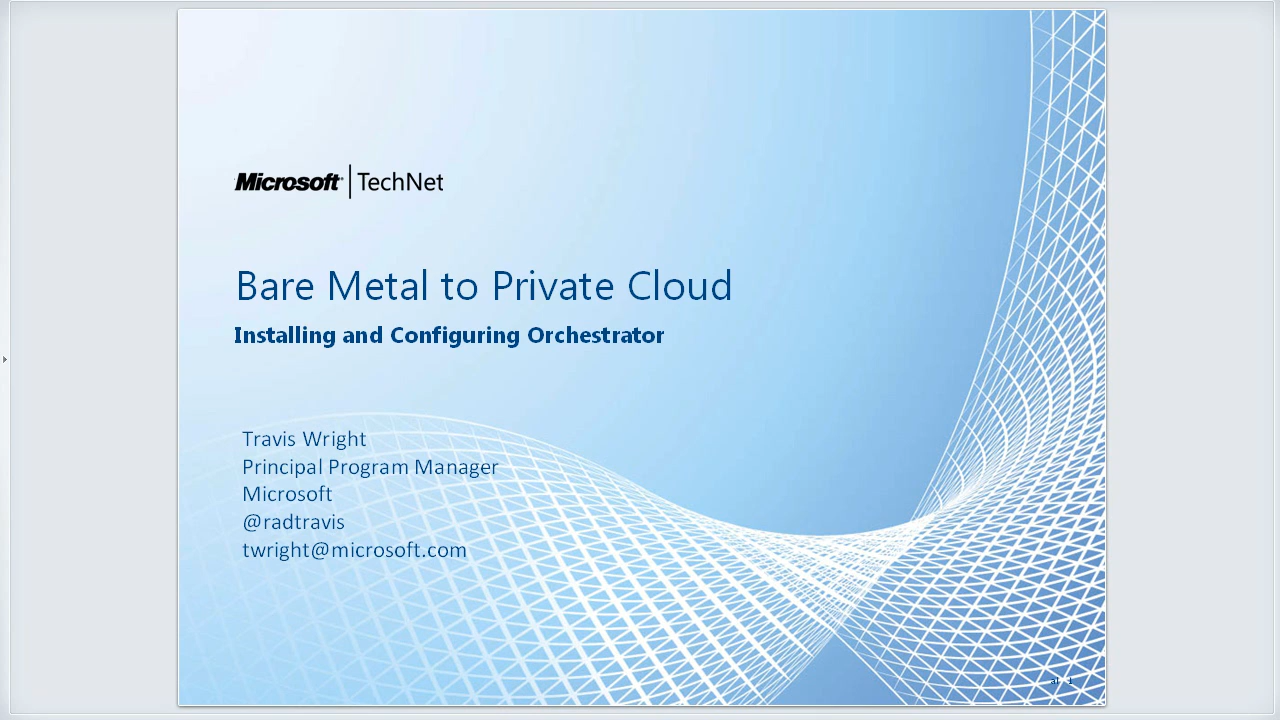 Microsoft | TechNet
Bare Metal to Private Cloud
Installing and Configuring Orchestrator
Travis Wright
Principal Program Manager
Microsoft
@radtravis
twright@microsoft.com
1